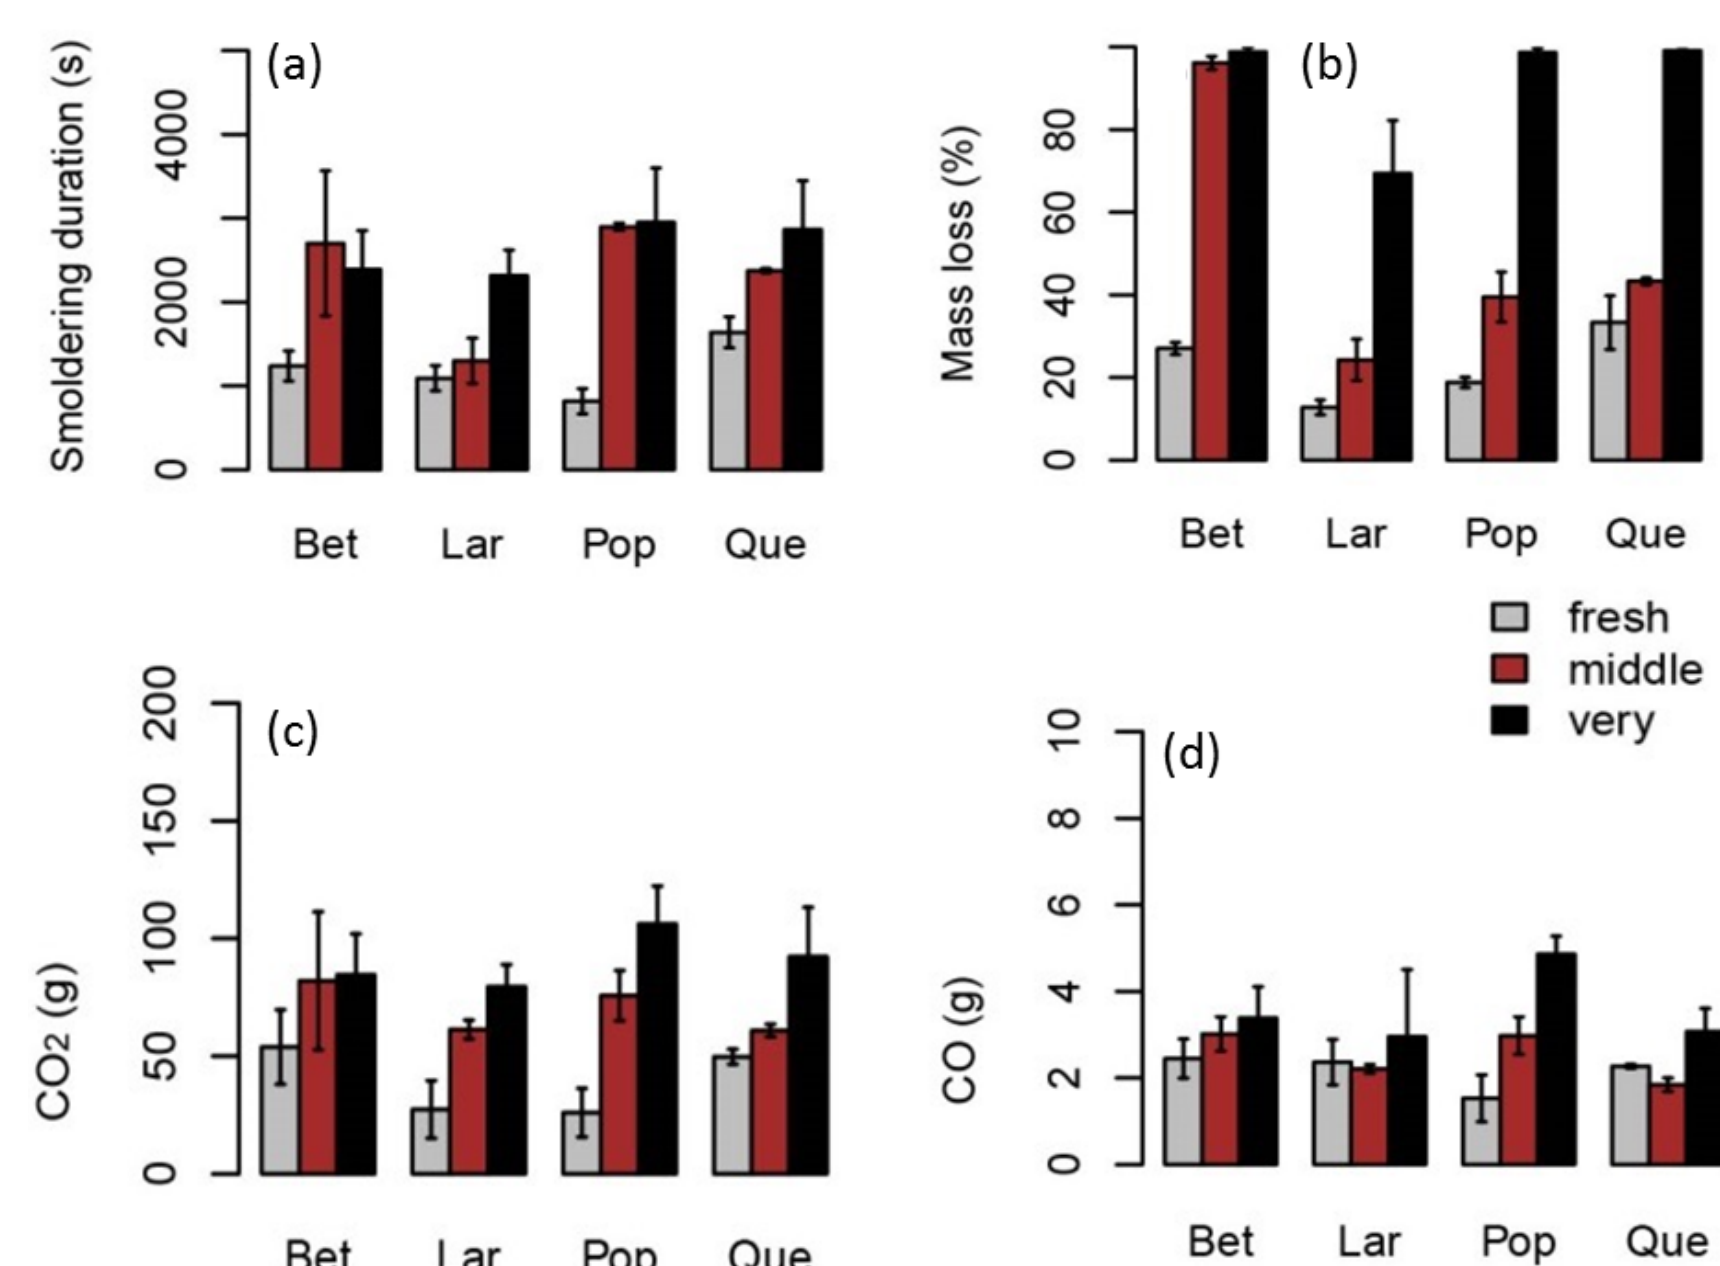 (a)
Smoldering duration (s)
0 2000 4000
Bet Lar Pop Que
(b)
Mass loss (%)
0 20 40 60 80
Bet Lar Pop Que
fresh
middle
very
(c)
CO2 (g)
0 50 100 150 200
Bet Lar Pop Que
(d)
CO (g)
0 2 4 6 8 10
Bet Lar Pop Que